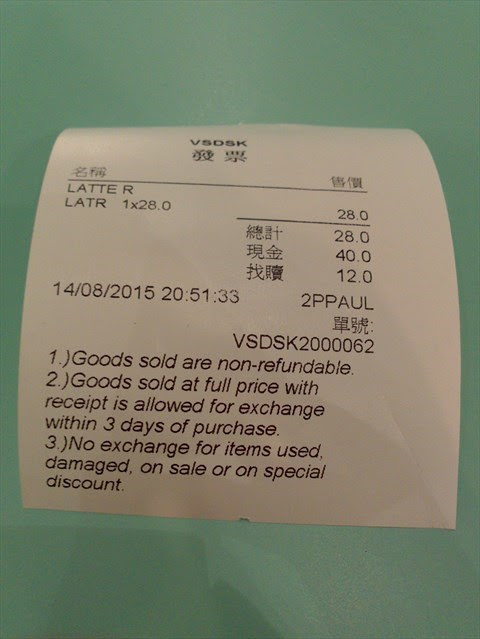 VSDSK
發票
名稱 售價
LATTE R
LATR 1x28.0 28.0
總計 28.0
現金 40.0
找贖 12.0
14/08/2015 20:51:33 2PPAUL
單號:
VSDSK2000062
1.)Goods sold are non-refundable.
2.)Goods sold at full price with
receipt is allowed for exchange
within 3 days of purchase.
3.)No exchange for items used,
damaged, on sale or on special
discount.